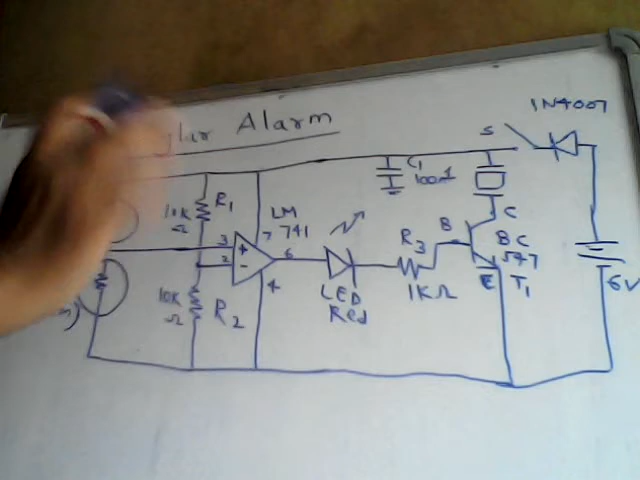 Alarm
1N4007
S
C1
100nf
R1
10K
Ω
LM
741
7
3
+
2
-
6
4
10K
Ω
R2
LED
Red
R3
1KΩ
B
C
BC
547
E
T1
6V